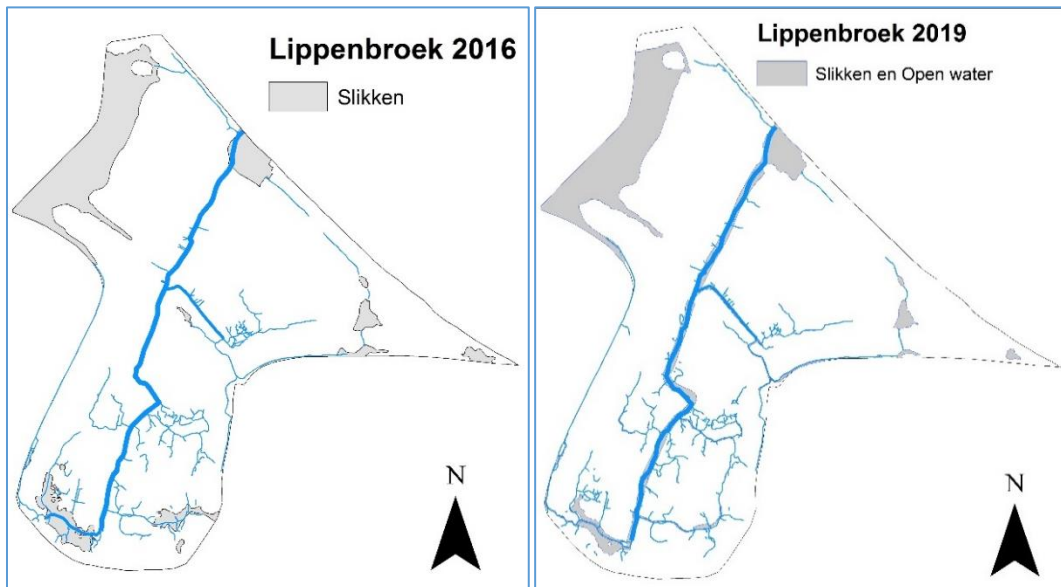 Lippenbroek 2016
Slikken
N
Lippenbroek 2019
Slikken en Open water
N